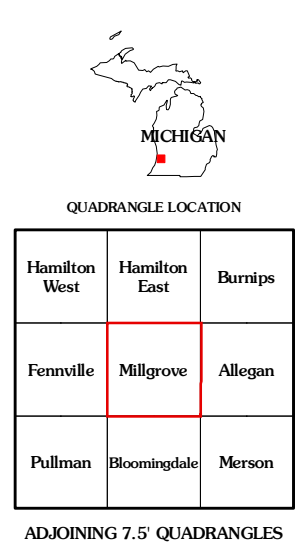 MICHIGAN
QUADRANGLE LOCATION
Hamilton
West
Hamilton
East
Burnips
Fennville
Millgrove
Allegan
Pullman
Bloomingdale
Merson
ADJOINING 7.5' QUADRANGLES